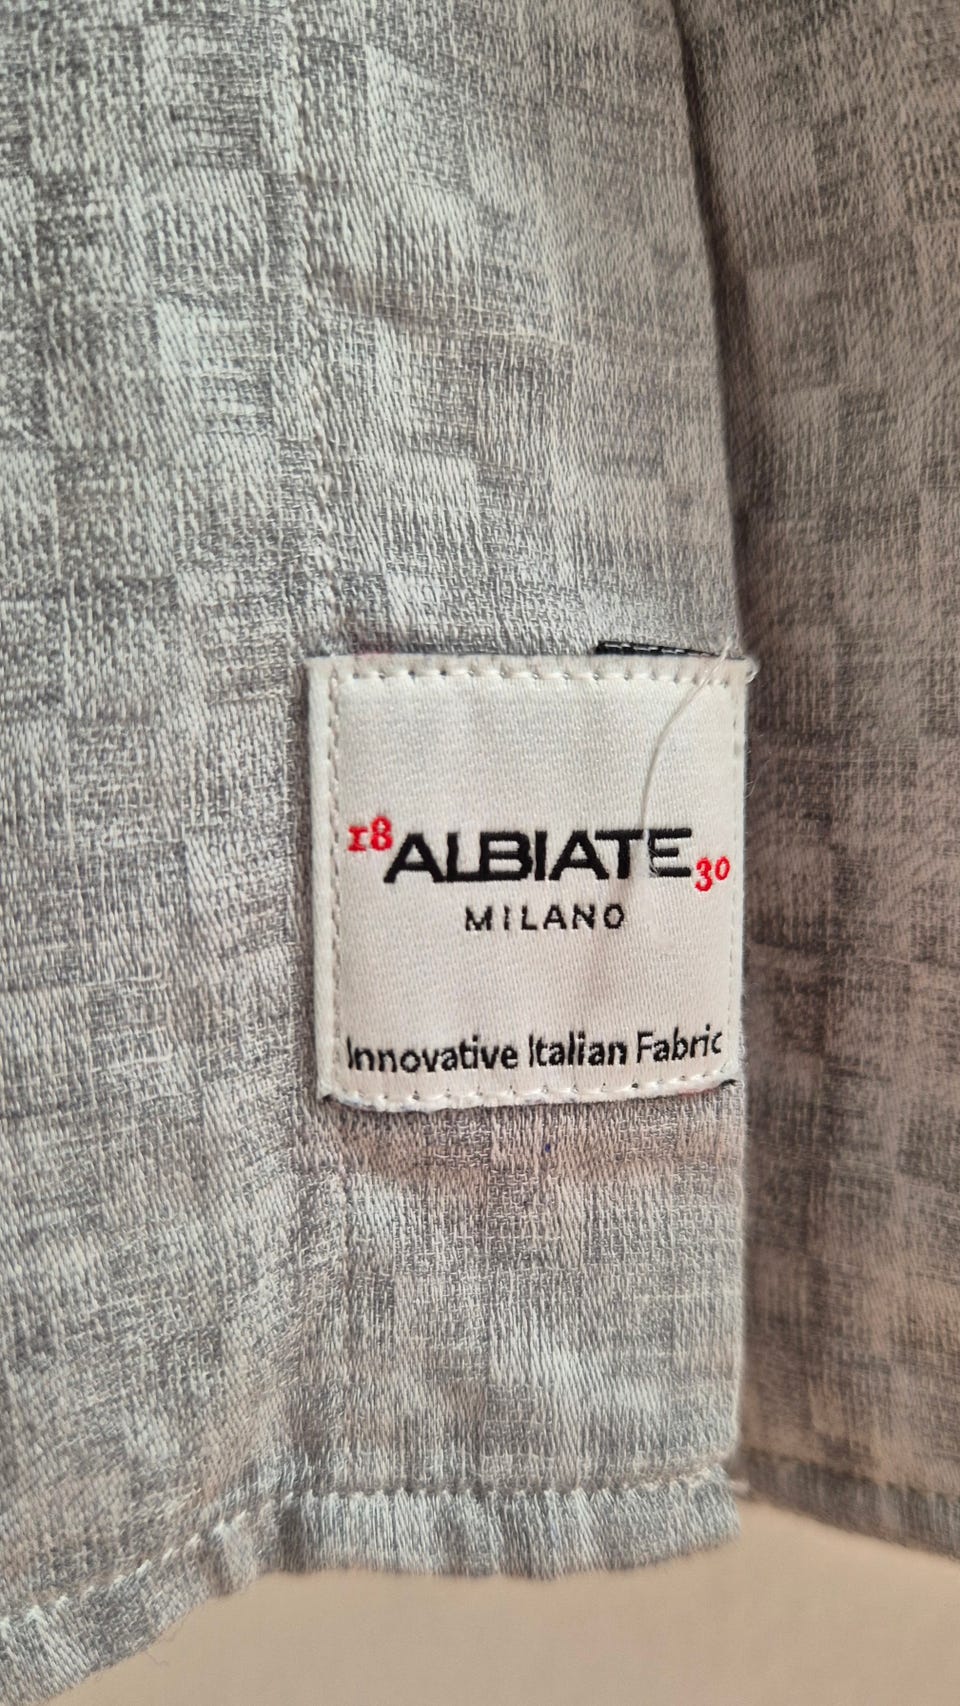 18 ALBIATE 30
MILANO
Innovative Italian Fabric